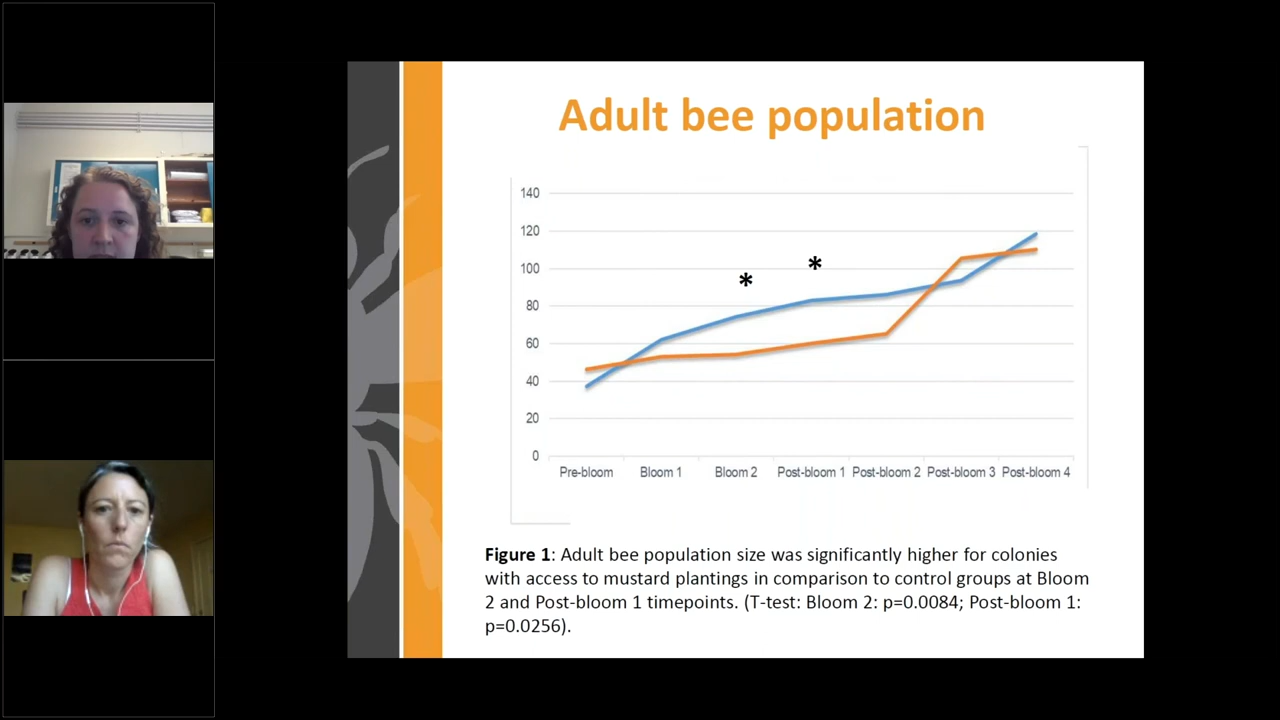 Adult bee population
140
120
100
80
60
40
20
0
*
*
Pre-bloom Bloom 1 Bloom 2 Post-bloom 1 Post-bloom 2 Post-bloom 3 Post-bloom 4
Figure 1: Adult bee population size was significantly higher for colonies
with access to mustard plantings in comparison to control groups at Bloom
2 and Post-bloom 1 timepoints. (T-test: Bloom 2: p=0.0084; Post-bloom 1:
p=0.0256).